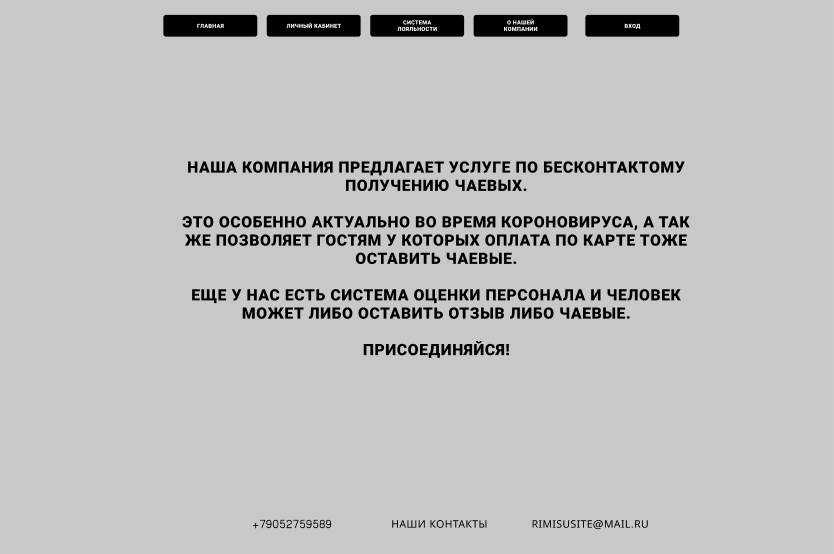 ГЛАВНАЯ
ЛИЧНЫЙ КАБИНЕТ
СИСТЕМА
ЛОЯЛЬНОСТИ
О НАШЕЙ
КОМПАНИИ
ВХОД
НАША КОМПАНИЯ ПРЕДЛАГАЕТ УСЛУГЕ ПО БЕСКОНТАКТОМУ
ПОЛУЧЕНИЮ ЧАЕВЫХ.
ЭТО ОСОБЕННО АКТУАЛЬНО ВО ВРЕМЯ КОРОНОВИРУСА, А ТАК
ЖЕ ПОЗВОЛЯЕТ ГОСТЯМ У КОТОРЫХ ОПЛАТА ПО КАРТЕ ТОЖЕ
ОСТАВИТЬ ЧАЕВЫЕ.
ЕЩЕ У НАС ЕСТЬ СИСТЕМА ОЦЕНКИ ПЕРСОНАЛА И ЧЕЛОВЕК
МОЖЕТ ЛИБО ОСТАВИТЬ ОТЗЫВ ЛИБО ЧАЕВЫЕ.
ПРИСОЕДИНЯЙСЯ!
+79052759589
НАШИ КОНТАКТЫ
RIMISUSITE@MAIL.RU